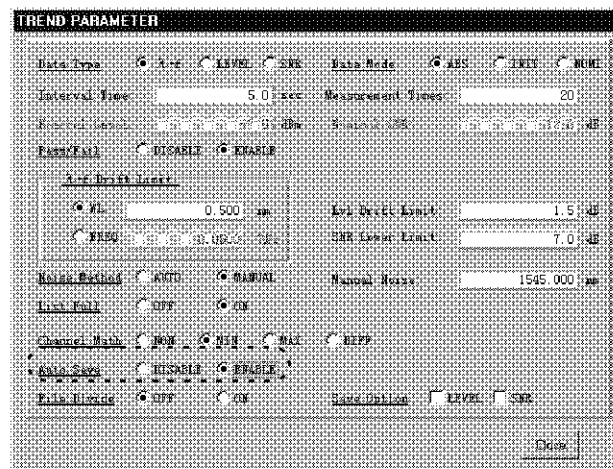 TREND PARAMETER
Data Type λ·f LEVEL SNR Data Mode ABS INIT NOMI
Interval Time 5.0 sec Measurement Times 20
dBm dB
Pass/Fail DISABLE ENABLE
λ·f Drift Limit
WL 0.500 nm Lvl Drift Limit 1.5 dB
FREQ SNR Lower Limit 7.0 dB
Noise Method AUTO MANUAL Manual Noise 1545.000 nm
List Full OFF ON
Channel Math NON MIN MAX DIFF
Auto Save DISABLE ENABLE
File Divide OFF ON Save Option LEVEL SNR
Close